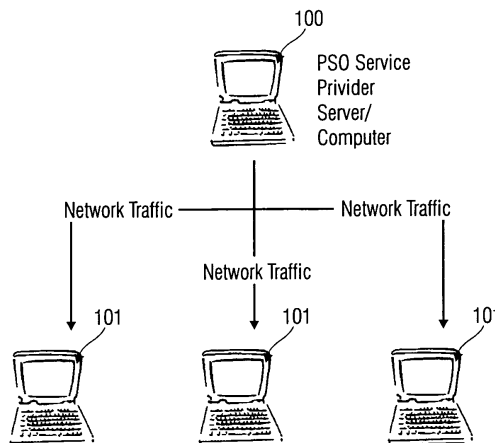 100
PSO Service
Privider
Server/
Computer
Network Traffic
Network Traffic
Network Traffic
101
101
101